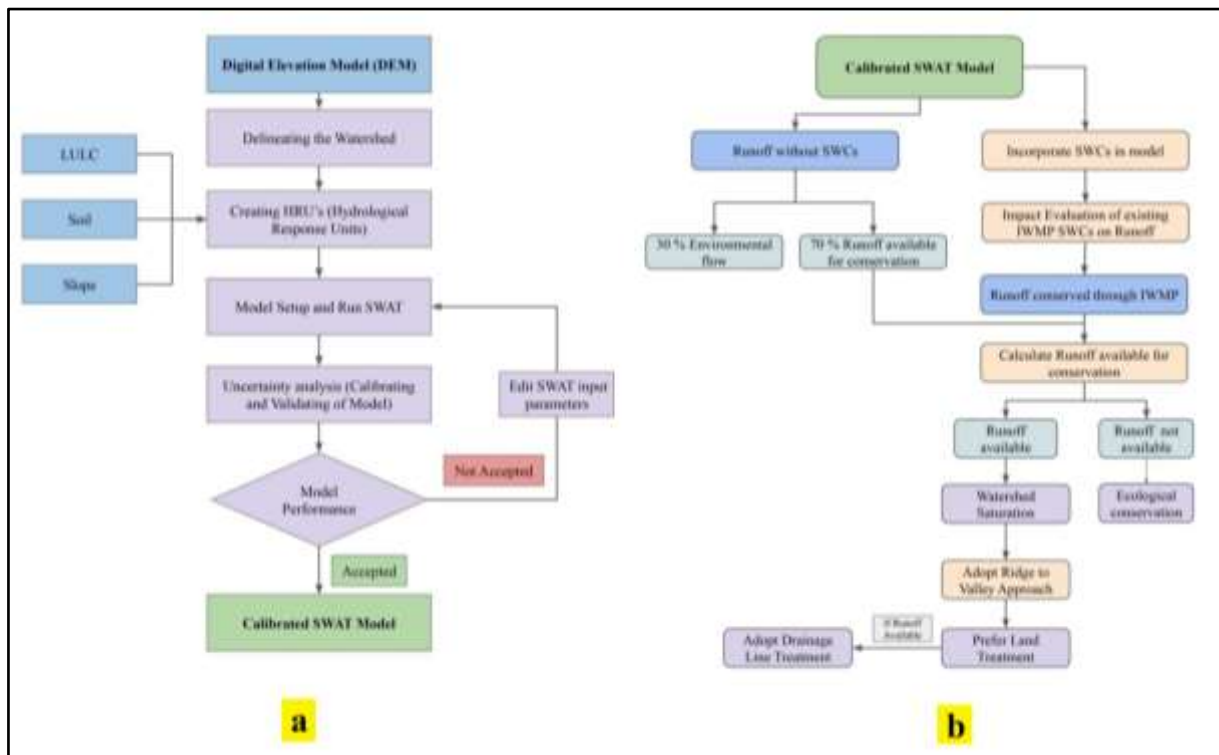 Digital Elevation Model (DEM)
Delineating the Watershed
LULC
Soil
Slope
Creating HRU's (Hydrological
Response Units)
Model Setup and Run SWAT
Uncertainty analysis (Calibrating
and Validating of Model)
Edit SWAT input
parameters
Not Accepted
Model
Performance
Accepted
Calibrated SWAT Model
a
Calibrated SWAT Model
Runoff without SWCs
Incorporate SWCs in model
30 % Environmental
flow
70 % Runoff available
for conservation
Impact Evaluation of existing
IWMP SWCs on Runoff
Runoff conserved through IWMP
Calculate Runoff available for
conservation
Runoff
available
Runoff not
available
Watershed
Saturation
Ecological
conservation
Adopt Ridge to
Valley Approach
If Runoff
Available
Adopt Drainage
Line Treatment
Prefer Land
Treatment
b